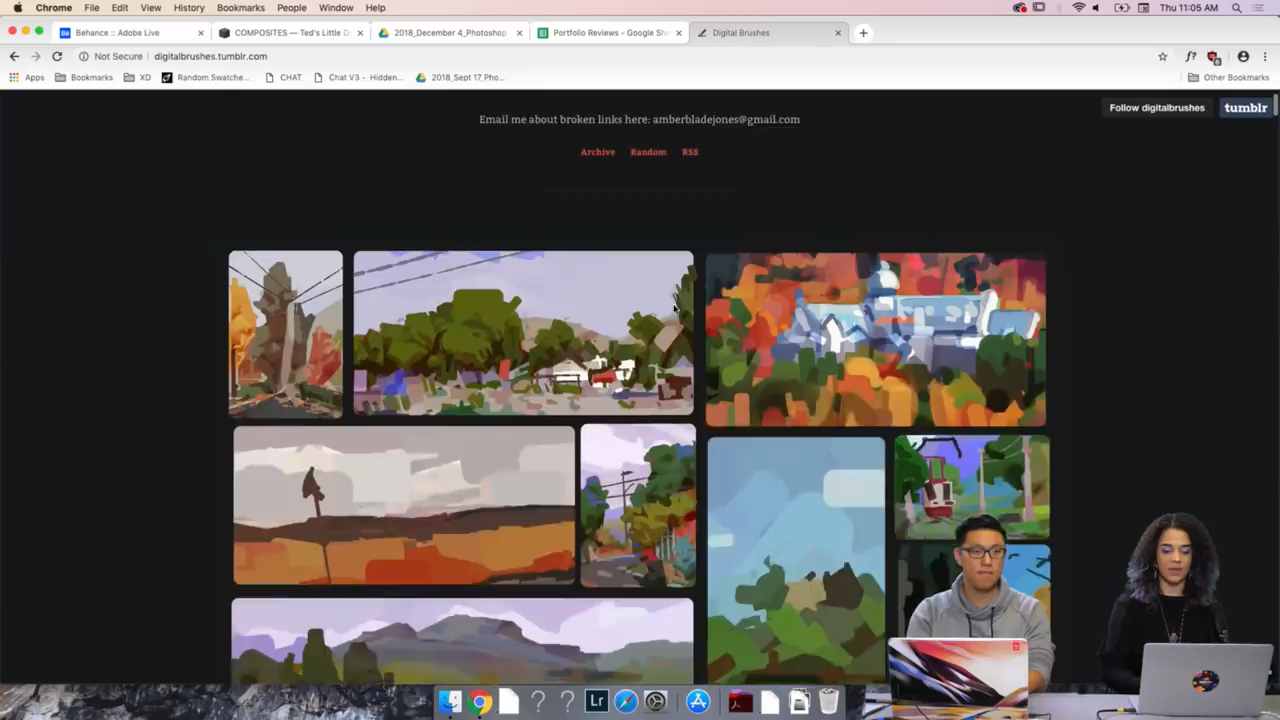 Chrome File Edit View History Bookmarks People Window Help
Thu 11:05 AM
Behance :: Adobe Live
COMPOSITES — Ted's Little D
2018_December 4_Photoshop
Portfolio Reviews - Google She
Digital Brushes
Not Secure | digitalbrushes.tumblr.com
Apps Bookmarks XD Random Swatche... CHAT Chat V3 - Hidden... 2018_Sept 17_Pho... Other Bookmarks
Follow digitalbrushes tumblr
Email me about broken links here: amberbladejones@gmail.com
Archive Random RSS
Lr